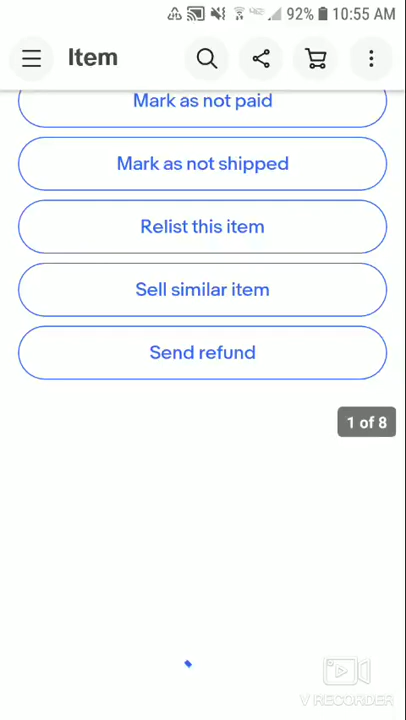 92% 10:55 AM
Item
Mark as not paid
Mark as not shipped
Relist this item
Sell similar item
Send refund
1 of 8
V RECORDER